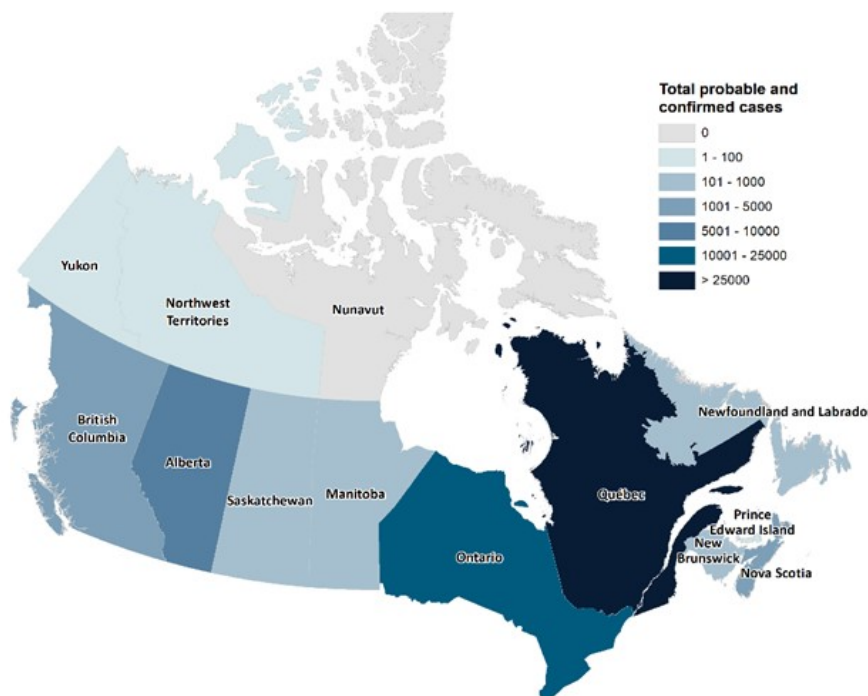 Total probable and
confirmed cases
0
1 - 100
101 - 1000
1001 - 5000
5001 - 10000
10001 - 25000
> 25000
Yukon
Northwest
Territories
Nunavut
British
Columbia
Alberta
Saskatchewan
Manitoba
Ontario
Québec
Newfoundland and Labrado
Prince
Edward Island
New
Brunswick
Nova Scotia